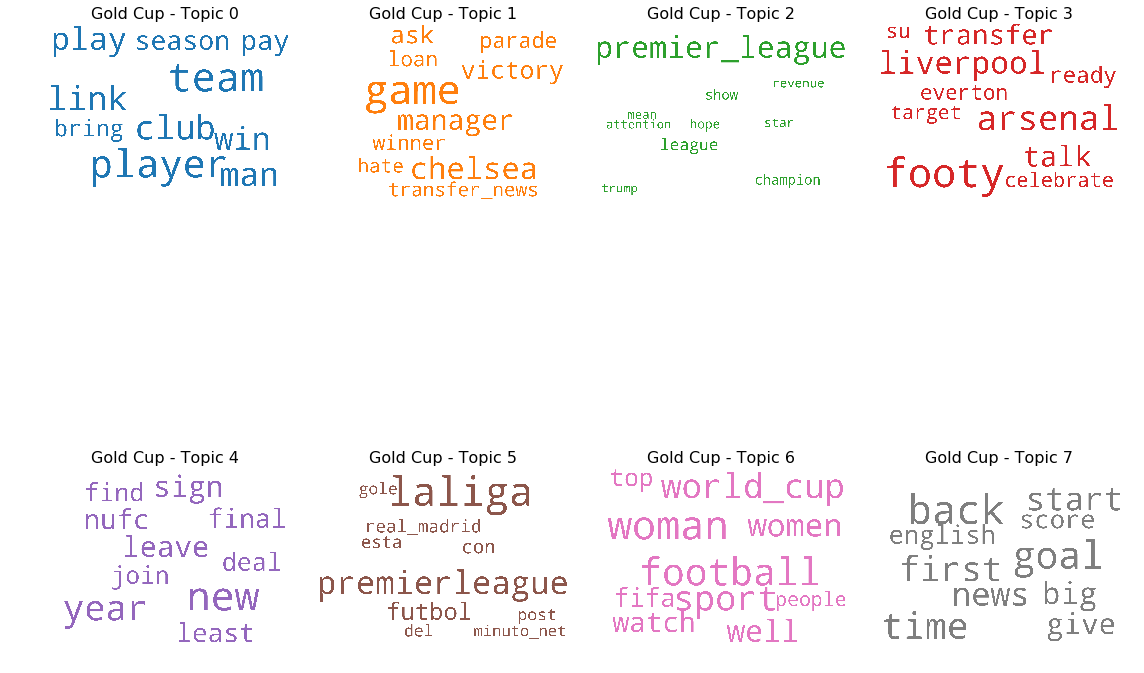 Gold Cup - Topic 0
play season pay
team
link
bring club win
player man
Gold Cup - Topic 1
ask parade
loan
victory
game
manager
winner
hate chelsea
transfer_news
Gold Cup - Topic 2
premier_league
revenue
show
mean
attention hope star
league
champion
trump
Gold Cup - Topic 3
su transfer
liverpool ready
everton
target arsenal
talk
footy celebrate
Gold Cup - Topic 4
find sign
nufc final
leave
join deal
year new
least
Gold Cup - Topic 5
gole laliga
real_madrid
esta con
premierleague
futbol post
del minuto_net
Gold Cup - Topic 6
top world_cup
woman women
football
fifa sport people
watch well
Gold Cup - Topic 7
back start
score
english
first goal
news big
time give